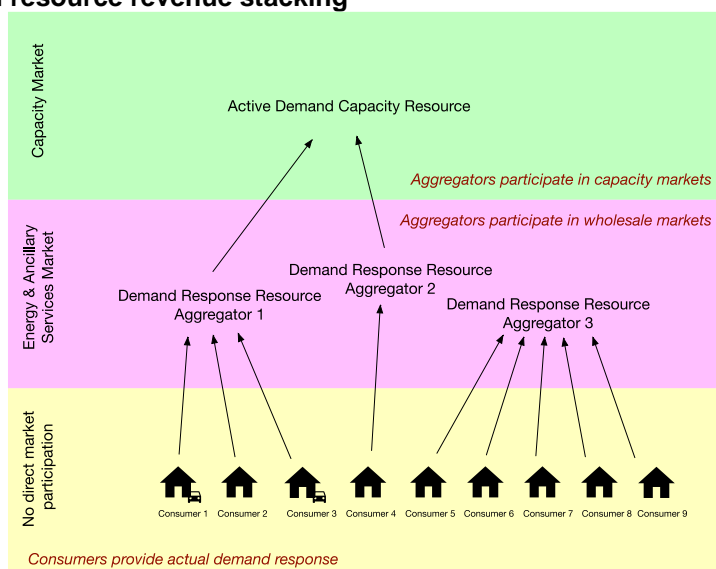 resource revenue stacking
Capacity Market
Active Demand Capacity Resource
Aggregators participate in capacity markets
Energy & Ancillary
Services Market
Aggregators participate in wholesale markets
Demand Response Resource
Aggregator 1
Demand Response Resource
Aggregator 2
Demand Response Resource
Aggregator 3
No direct market
participation
Consumer 1
Consumer 2
Consumer 3
Consumer 4
Consumer 5
Consumer 6
Consumer 7
Consumer 8
Consumer 9
Consumers provide actual demand response